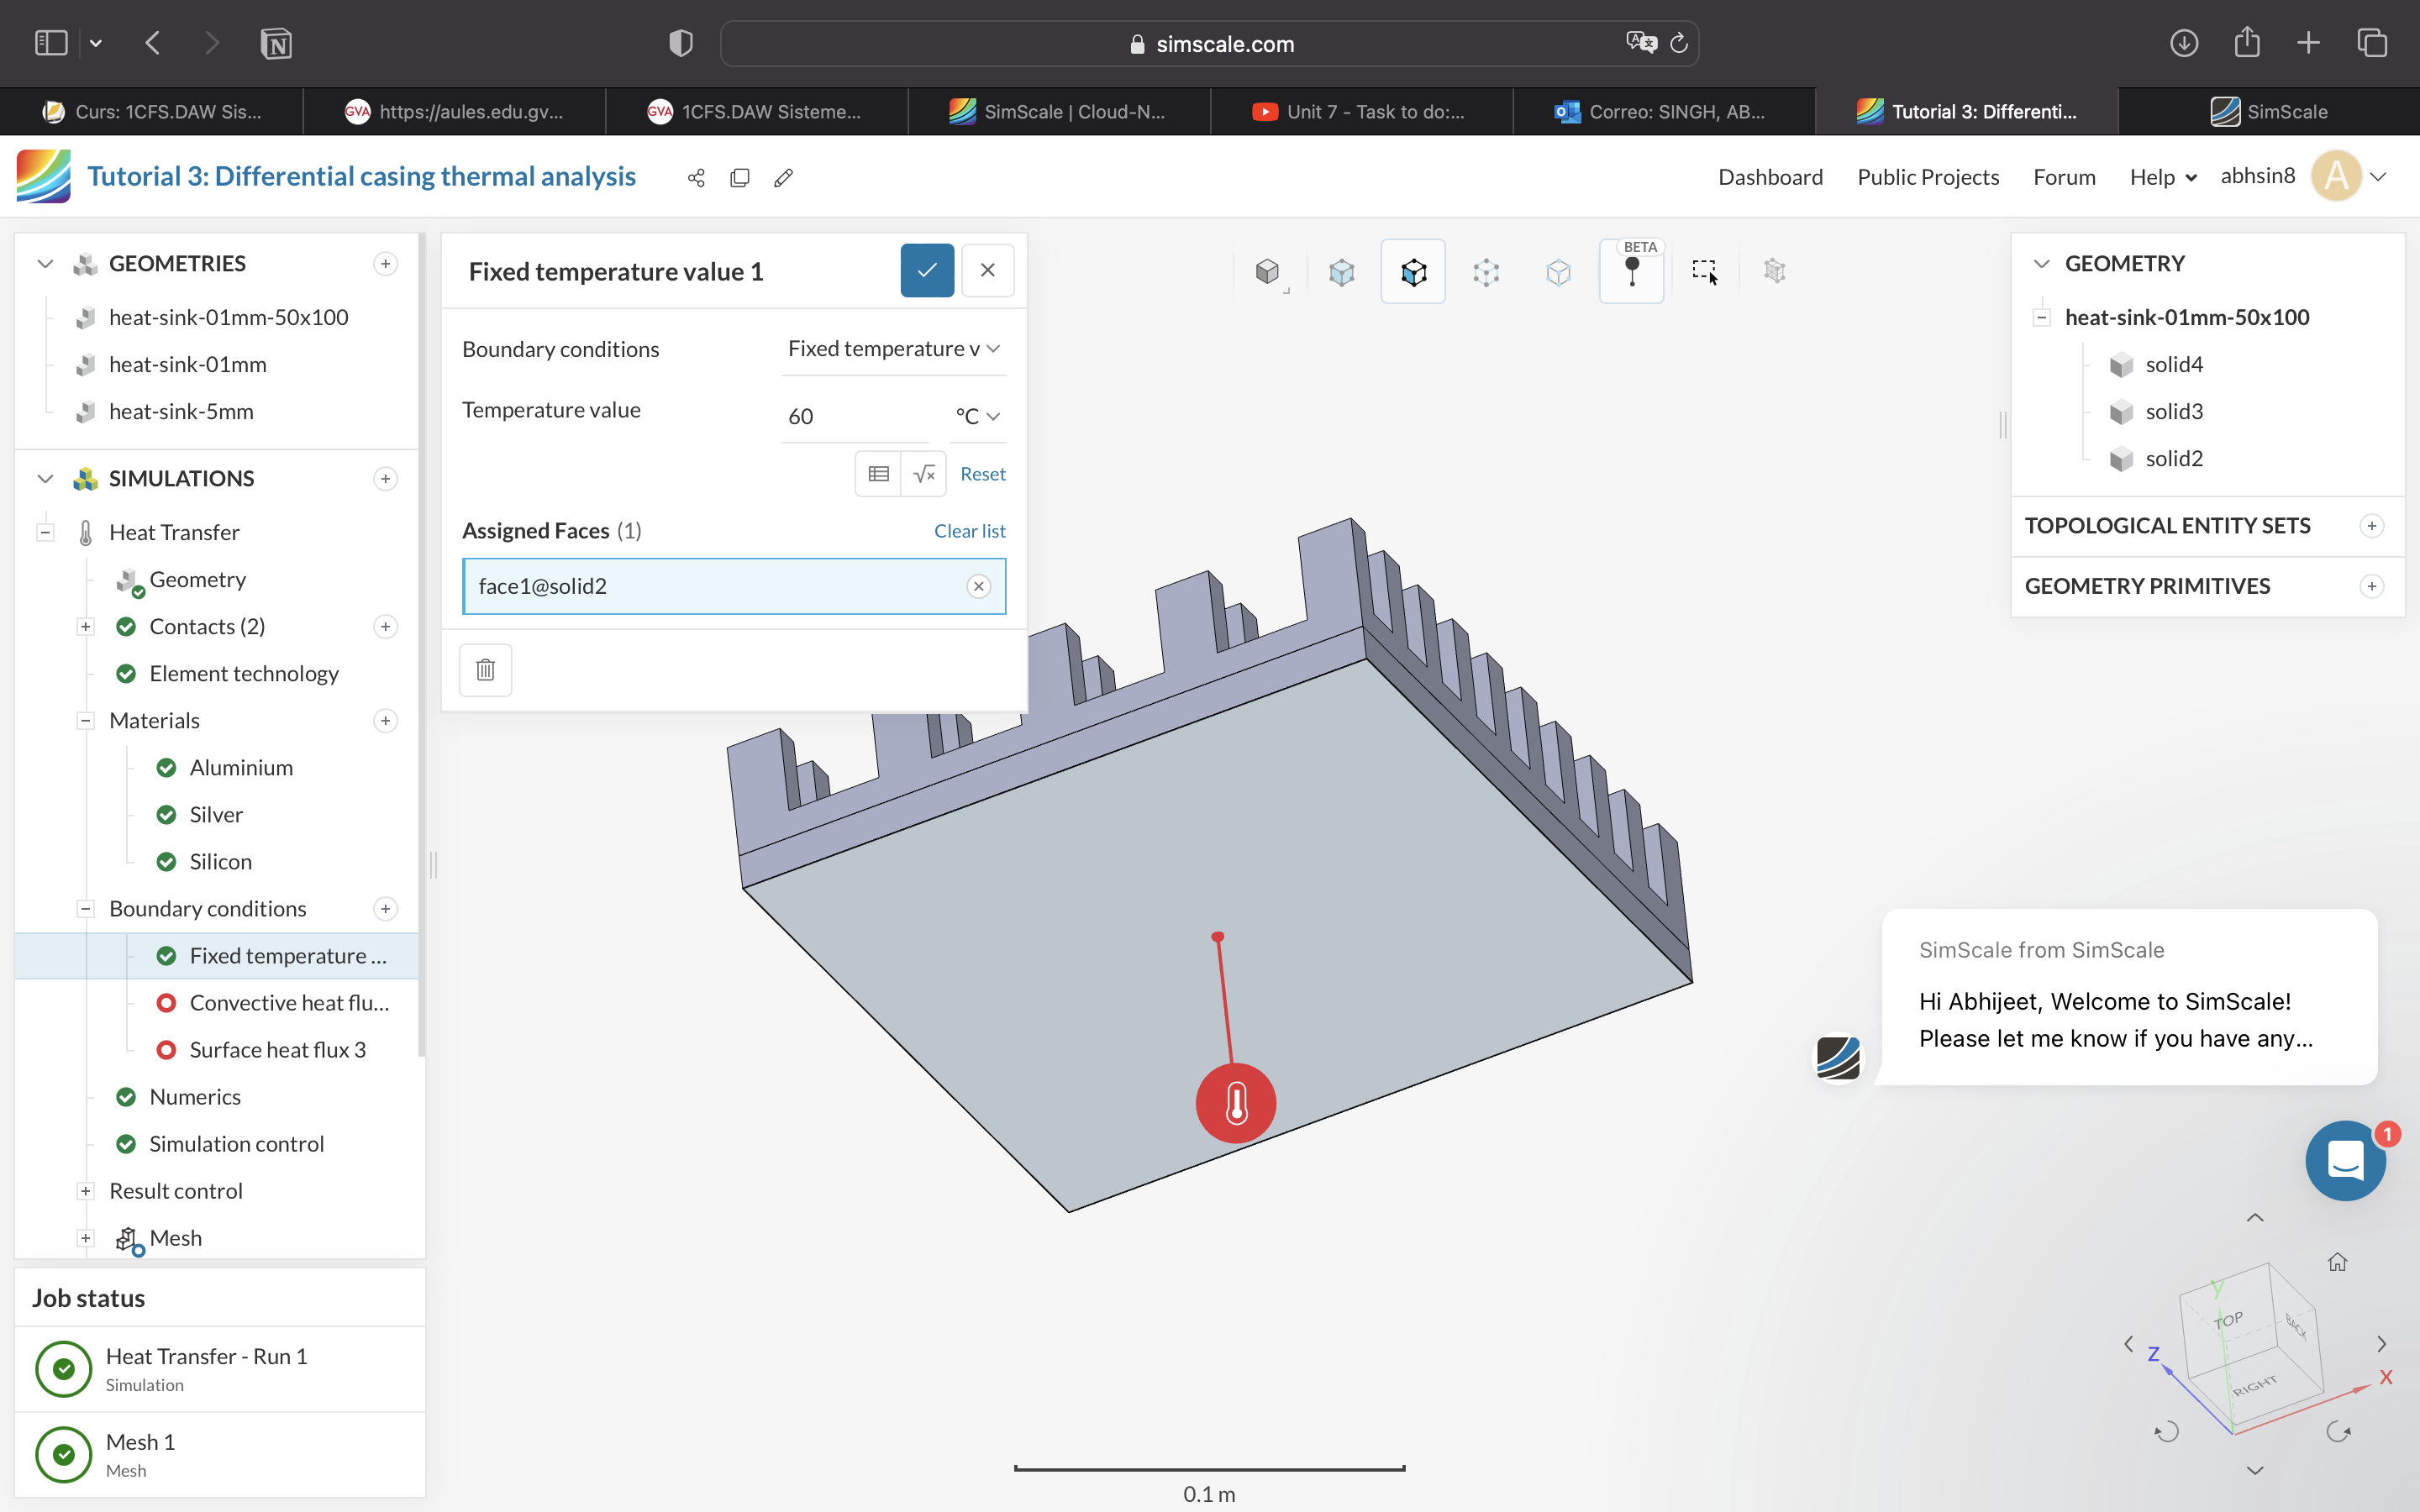 simscale.com
Curs: 1CFS.DAW Sis...
GVA https://aules.edu.gv...
GVA 1CFS.DAW Sisteme...
SimScale | Cloud-N...
Unit 7 - Task to do:...
Correo: SINGH, AB...
Tutorial 3: Differenti...
SimScale
Tutorial 3: Differential casing thermal analysis
Dashboard
Public Projects
Forum
Help
abhsin8
A
GEOMETRIES
heat-sink-01mm-50x100
heat-sink-01mm
heat-sink-5mm
SIMULATIONS
Heat Transfer
Geometry
Contacts (2)
Element technology
Materials
Aluminium
Silver
Silicon
Boundary conditions
Fixed temperature ...
Convective heat flu...
Surface heat flux 3
Numerics
Simulation control
Result control
Mesh
Job status
Heat Transfer - Run 1
Simulation
Mesh 1
Mesh
Fixed temperature value 1
Boundary conditions
Fixed temperature v
Temperature value
60
°C
Reset
Assigned Faces (1)
Clear list
face1@solid2
BETA
0.1 m
GEOMETRY
heat-sink-01mm-50x100
solid4
solid3
solid2
TOPOLOGICAL ENTITY SETS
GEOMETRY PRIMITIVES
SimScale from SimScale
Hi Abhijeet, Welcome to SimScale!
Please let me know if you have any...
1
Y
TOP
BACK
Z
RIGHT
X